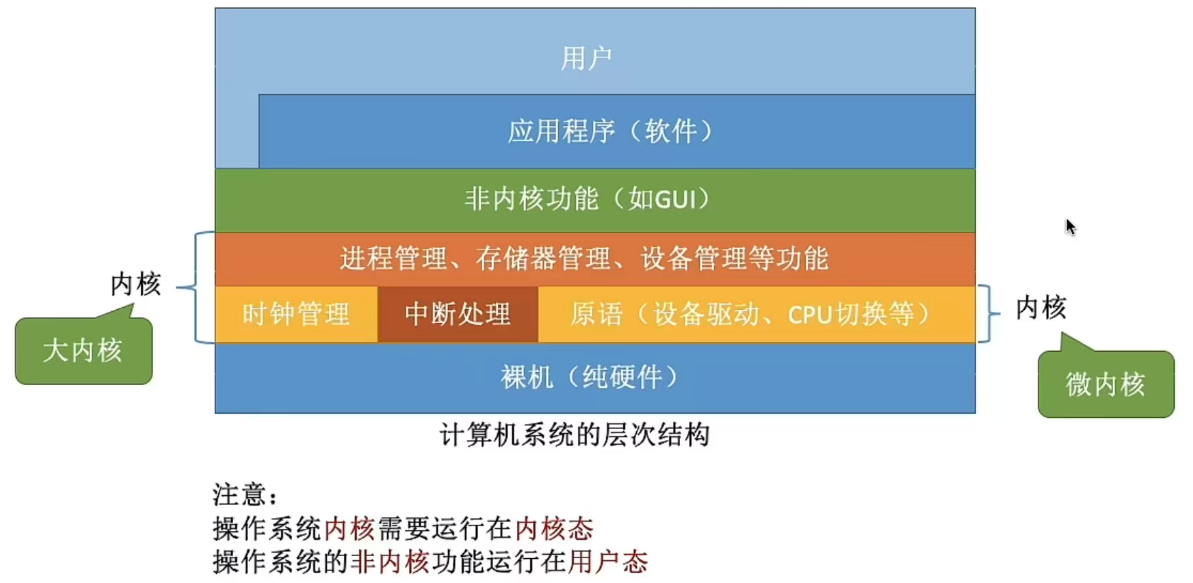 用户
应用程序（软件）
非内核功能（如GUI）
进程管理、存储器管理、设备管理等功能
内核
时钟管理
中断处理
原语（设备驱动、CPU切换等）
内核
大内核
裸机（纯硬件）
微内核
计算机系统的层次结构
注意：
操作系统内核需要运行在内核态
操作系统的非内核功能运行在用户态